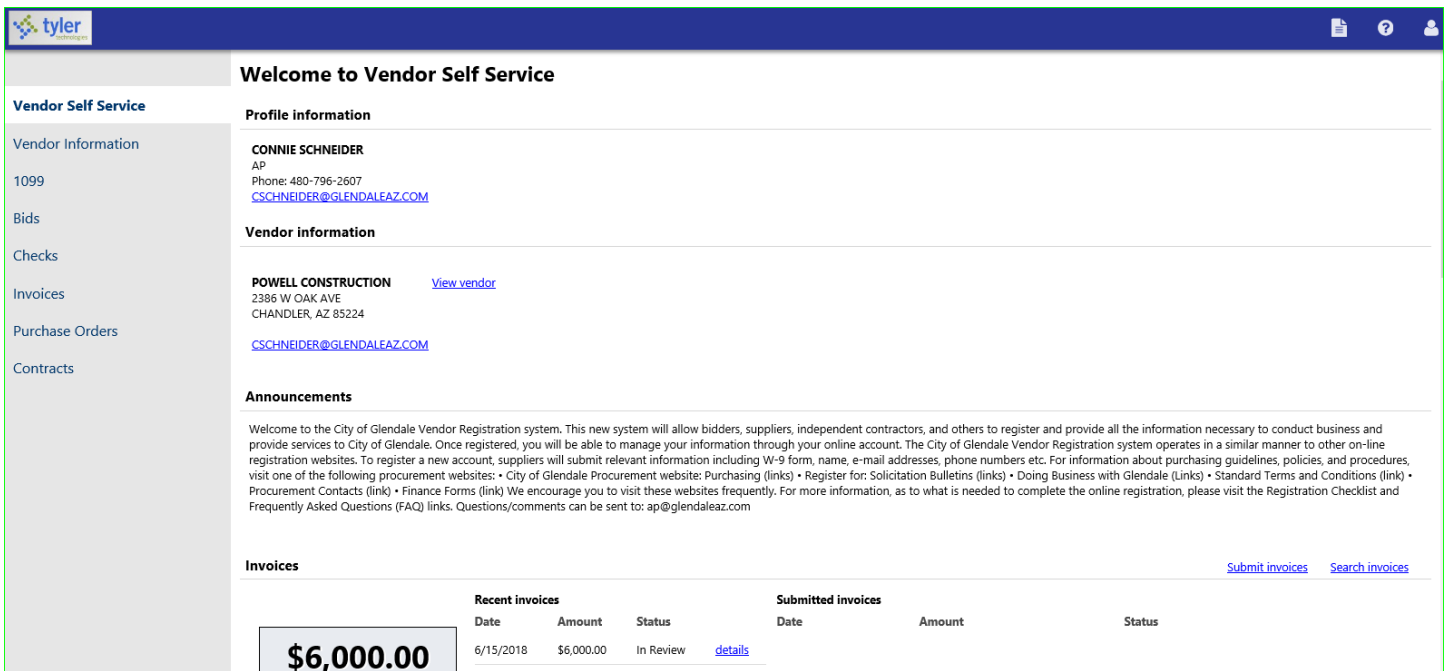 tyler
technologies
Welcome to Vendor Self Service
Vendor Self Service
Vendor Information
1099
Bids
Checks
Invoices
Purchase Orders
Contracts
Profile information
CONNIE SCHNEIDER
AP
Phone: 480-796-2607
CSCHNEIDER@GLENDALEAZ.COM
Vendor information
POWELL CONSTRUCTION View vendor
2386 W OAK AVE
CHANDLER, AZ 85224
CSCHNEIDER@GLENDALEAZ.COM
Announcements
Welcome to the City of Glendale Vendor Registration system. This new system will allow bidders, suppliers, independent contractors, and others to register and provide all the information necessary to conduct business and
provide services to City of Glendale. Once registered, you will be able to manage your information through your online account. The City of Glendale Vendor Registration system operates in a similar manner to other on-line
registration websites. To register a new account, suppliers will submit relevant information including W-9 form, name, e-mail addresses, phone numbers etc. For information about purchasing guidelines, policies, and procedures,
visit one of the following procurement websites: • City of Glendale Procurement website: Purchasing (links) • Register for: Solicitation Bulletins (links) • Doing Business with Glendale (Links) • Standard Terms and Conditions (link) •
Procurement Contacts (link) • Finance Forms (link) We encourage you to visit these websites frequently. For more information, as to what is needed to complete the online registration, please visit the Registration Checklist and
Frequently Asked Questions (FAQ) links. Questions/comments can be sent to: ap@glendaleaz.com
Invoices Submit invoices Search invoices
$6,000.00
Recent invoices
Date Amount Status
6/15/2018 $6,000.00 In Review details
Submitted invoices
Date Amount Status